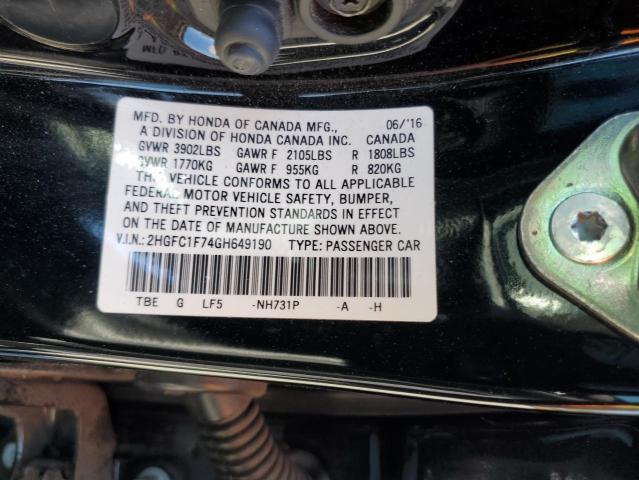 MFD. BY HONDA OF CANADA MFG., 06/'16
A DIVISION OF HONDA CANADA INC. CANADA
GVWR 3902LBS GAWR F 2105LBS R 1808LBS
GVWR 1770KG GAWR F 955KG R 820KG
THIS VEHICLE CONFORMS TO ALL APPLICABLE
FEDERAL MOTOR VEHICLE SAFETY, BUMPER,
AND THEFT PREVENTION STANDARDS IN EFFECT
ON THE DATE OF MANUFACTURE SHOWN ABOVE.
V.I.N.: 2HGFC1F74GH649190 TYPE: PASSENGER CAR
TBE G LF5 -NH731P -A -H